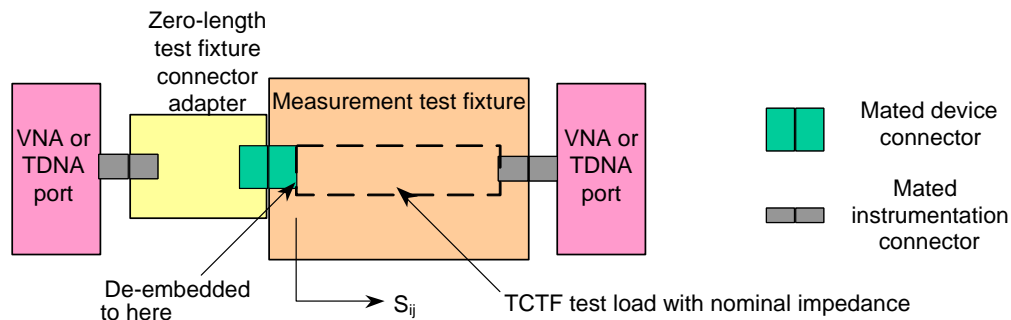 Zero-length
test fixture
connector
adapter
Measurement test fixture
VNA or
TDNA
port
VNA or
TDNA
port
Mated device
connector
Mated
instrumentation
connector
De-embedded
to here
Sij
TCTF test load with nominal impedance